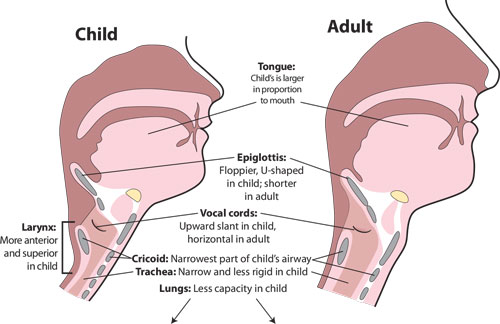 Child
Adult
Tongue:
Child's is larger
in proportion
to mouth
Epiglottis:
Floppier, U-shaped
in child; shorter
in adult
Vocal cords:
Upward slant in child,
horizontal in adult
Larynx:
More anterior
and superior
in child
Cricoid: Narrowest part of child's airway
Trachea: Narrow and less rigid in child
Lungs: Less capacity in child